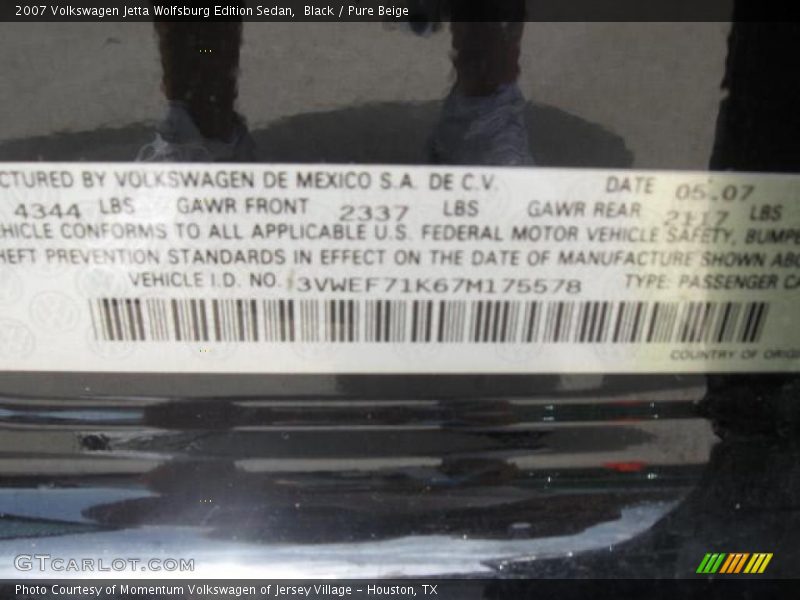 2007 Volkswagen Jetta Wolfsburg Edition Sedan, Black / Pure Beige
CTURED BY VOLKSWAGEN DE MEXICO S.A. DE C.V. DATE 05.07
4344 LBS GAWR FRONT 2337 LBS GAWR REAR 2117 LBS
EHICLE CONFORMS TO ALL APPLICABLE U.S. FEDERAL MOTOR VEHICLE SAFETY, BUMPE
HEFT PREVENTION STANDARDS IN EFFECT ON THE DATE OF MANUFACTURE SHOWN ABO
VEHICLE I.D. NO. 3VWEF71K67M175578 TYPE: PASSENGER CA
COUNTRY OF ORIGI
GTcarlot.com
Photo Courtesy of Momentum Volkswagen of Jersey Village - Houston, TX